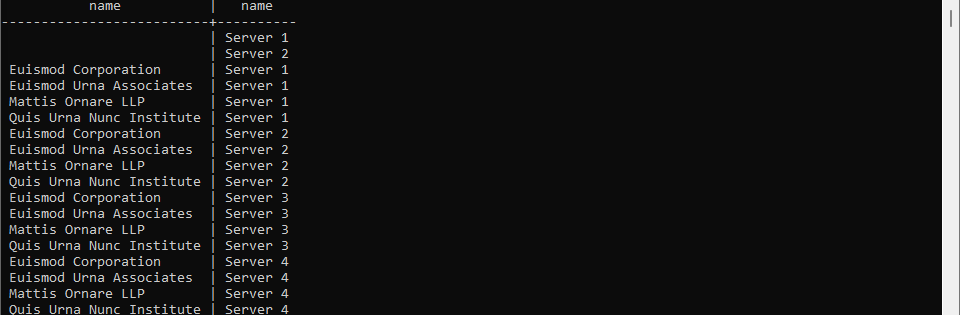 name | name
--------------------------+----------
| Server 1
| Server 2
Euismod Corporation | Server 1
Euismod Urna Associates | Server 1
Mattis Ornare LLP | Server 1
Quis Urna Nunc Institute | Server 1
Euismod Corporation | Server 2
Euismod Urna Associates | Server 2
Mattis Ornare LLP | Server 2
Quis Urna Nunc Institute | Server 2
Euismod Corporation | Server 3
Euismod Urna Associates | Server 3
Mattis Ornare LLP | Server 3
Quis Urna Nunc Institute | Server 3
Euismod Corporation | Server 4
Euismod Urna Associates | Server 4
Mattis Ornare LLP | Server 4
Quis Urna Nunc Institute | Server 4